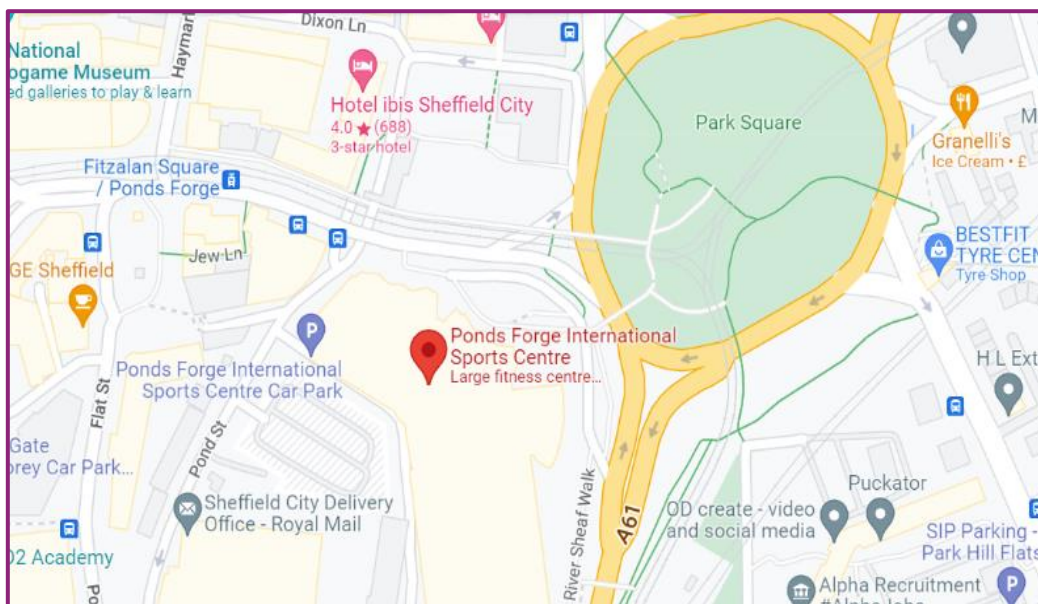 Dixon Ln
Haymark
National
ogame Museum
ed galleries to play & learn
Hotel ibis Sheffield City
4.0 ★ (688)
3-star hotel
Park Square
Granelli's
Ice Cream • £
M
Fitzalan Square
/ Ponds Forge
Jew Ln
BESTFIT
TYRE CEN
Tyre Shop
GE Sheffield
Ponds Forge International
Sports Centre
Large fitness centre...
P
Ponds Forge International
Sports Centre Car Park
H L Ext
Flat St
Gate
orey Car Park...
Pond St
Sheffield City Delivery
Office - Royal Mail
River Sheaf Walk
A61
Puckator
OD create - video
and social media
SIP Parking -
Park Hill Flats
P
O2 Academy
Po
Alpha Recruitment